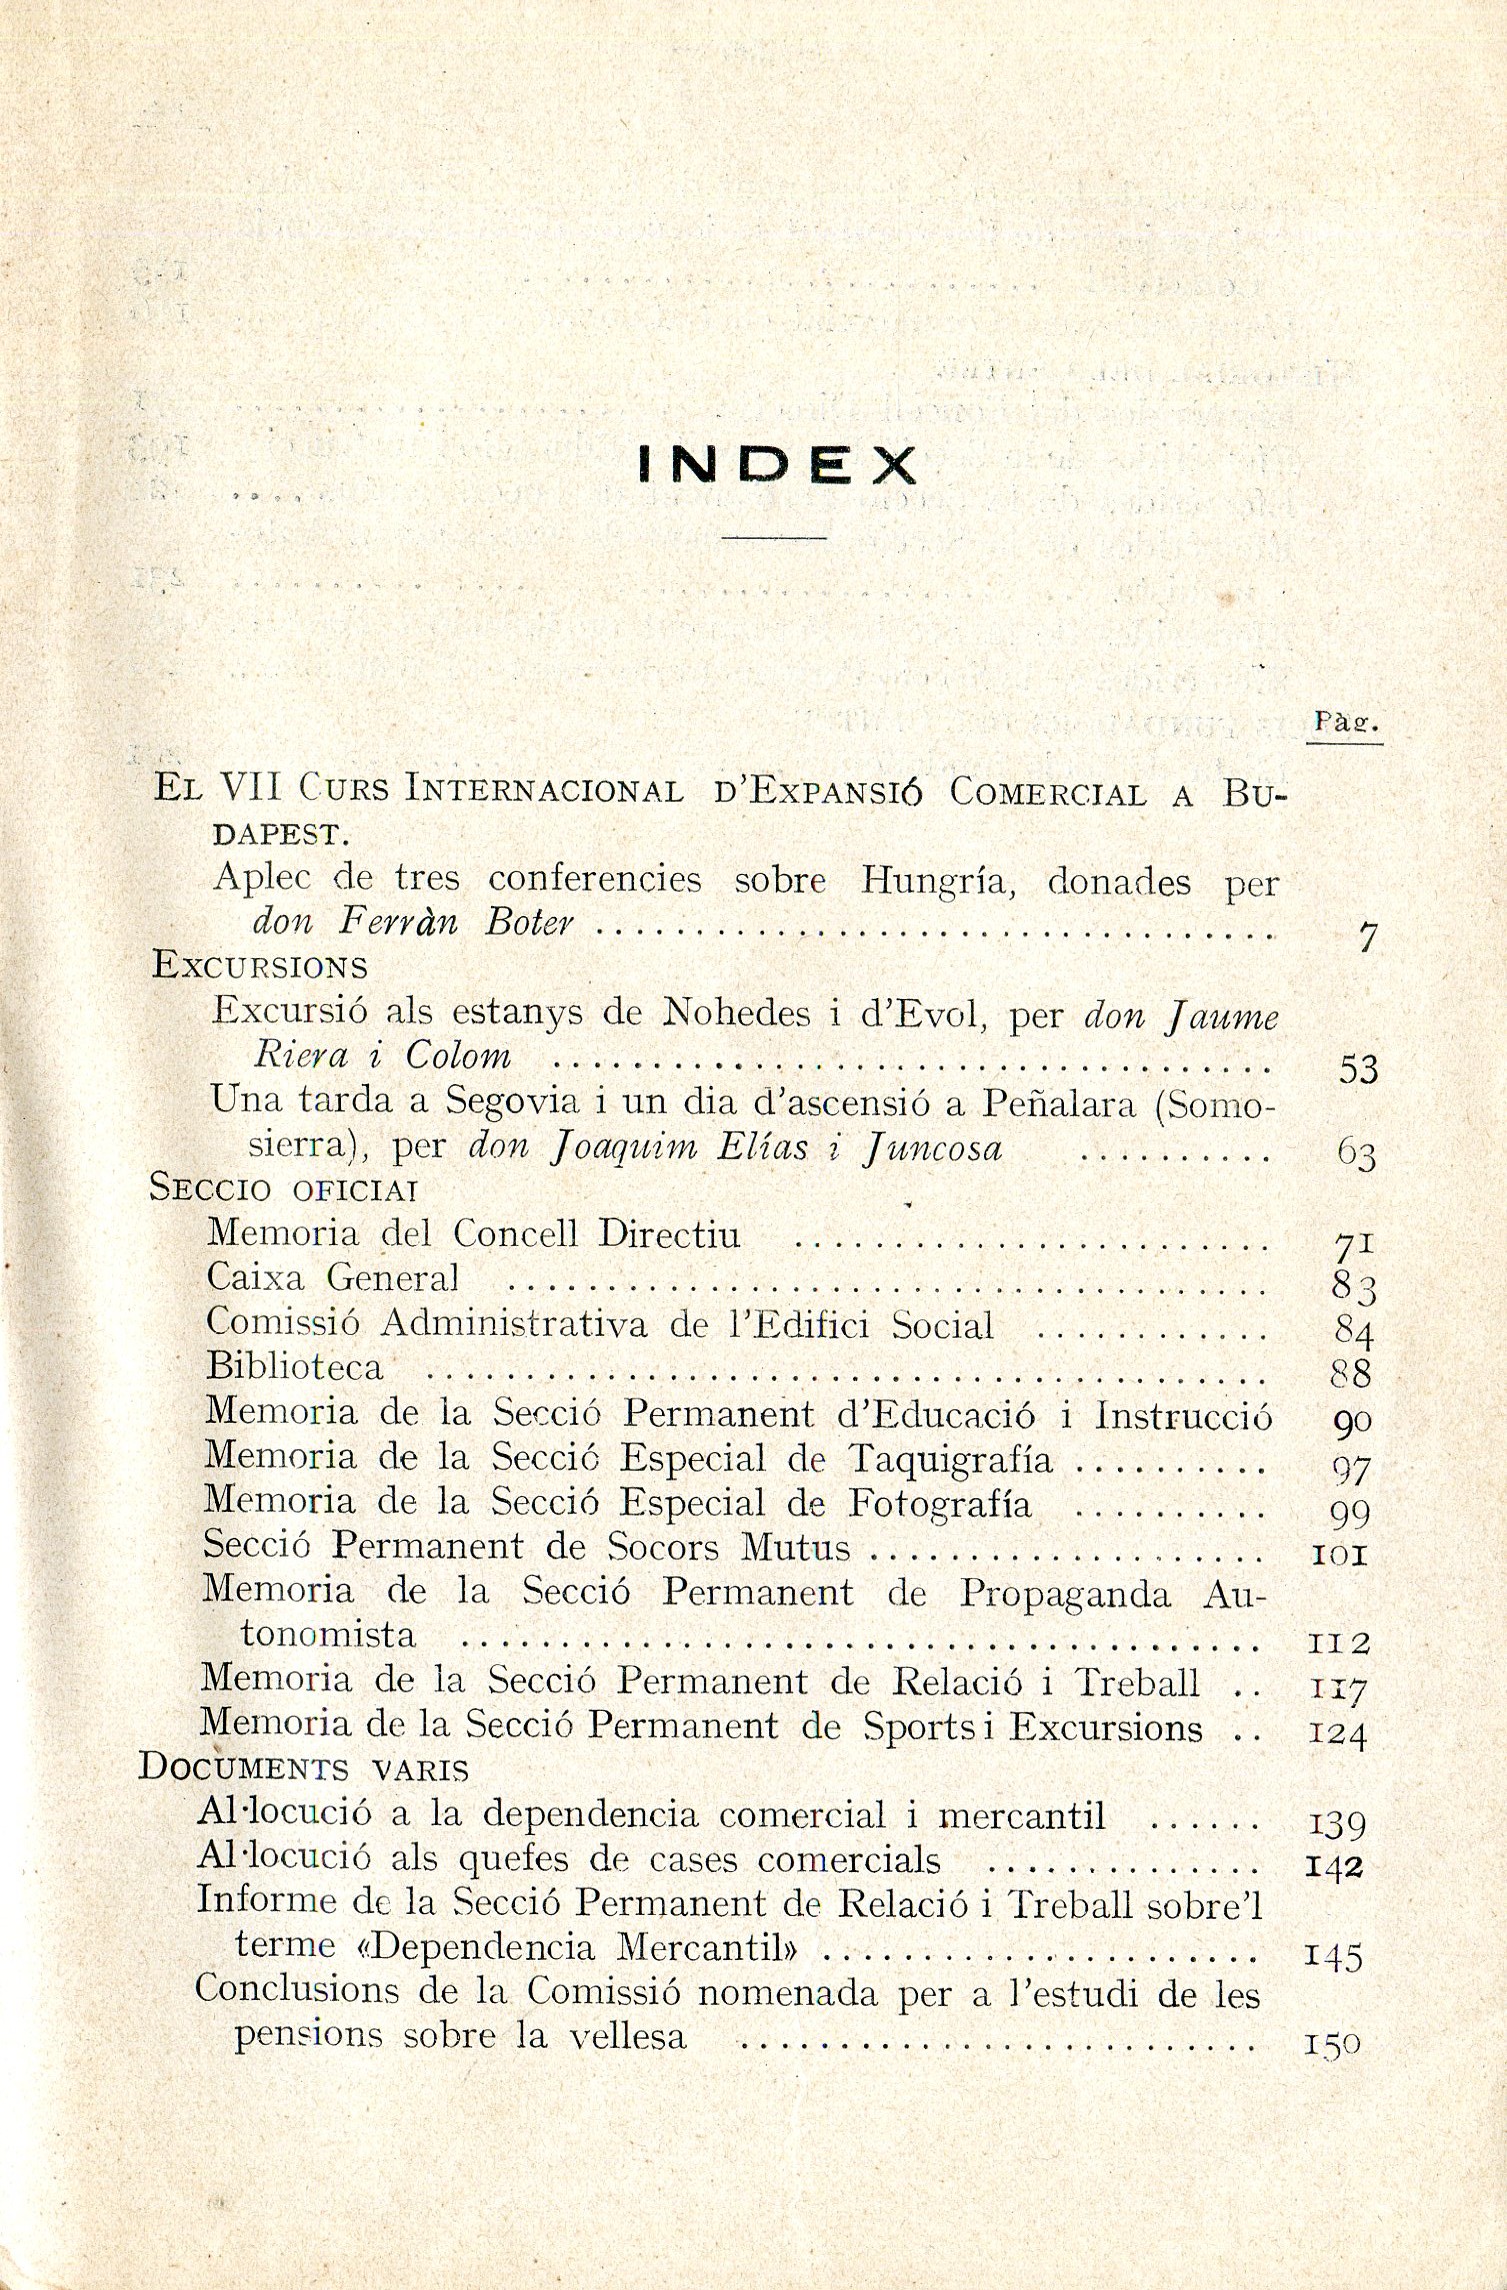 INDEX
Pàg.
El VII Curs Internacional d'Expansió Comercial a Bu-
dapest.
Aplec de tres conferencies sobre Hungría, donades per
don Ferràn Boter .................................. 7
Excursions
Excursió als estanys de Nohedes i d'Evol, per don Jaume
Riera i Colom .................................... 53
Una tarda a Segovia i un dia d'ascensió a Peñalara (Somo-
sierra), per don Joaquim Elías i Juncosa .......... 63
Seccio oficial
Memoria del Concell Directiu ........................ 71
Caixa General ...................................... 83
Comissió Administrativa de l'Edifici Social ............ 84
Biblioteca .......................................... 88
Memoria de la Secció Permanent d'Educació i Instrucció 90
Memoria de la Secció Especial de Taquigrafía .......... 97
Memoria de la Secció Especial de Fotografía .......... 99
Secció Permanent de Socors Mutus .................... 101
Memoria de la Secció Permanent de Propaganda Au-
tonomista ........................................ 112
Memoria de la Secció Permanent de Relació i Treball .. 117
Memoria de la Secció Permanent de Sports i Excursions .. 124
Documents varis
Al·locució a la dependencia comercial i mercantil ...... 139
Al·locució als quefes de cases comercials .............. 142
Informe de la Secció Permanent de Relació i Treball sobre'l
terme «Dependencia Mercantil» ...................... 145
Conclusions de la Comissió nomenada per a l'estudi de les
pensions sobre la vellesa .......................... 150